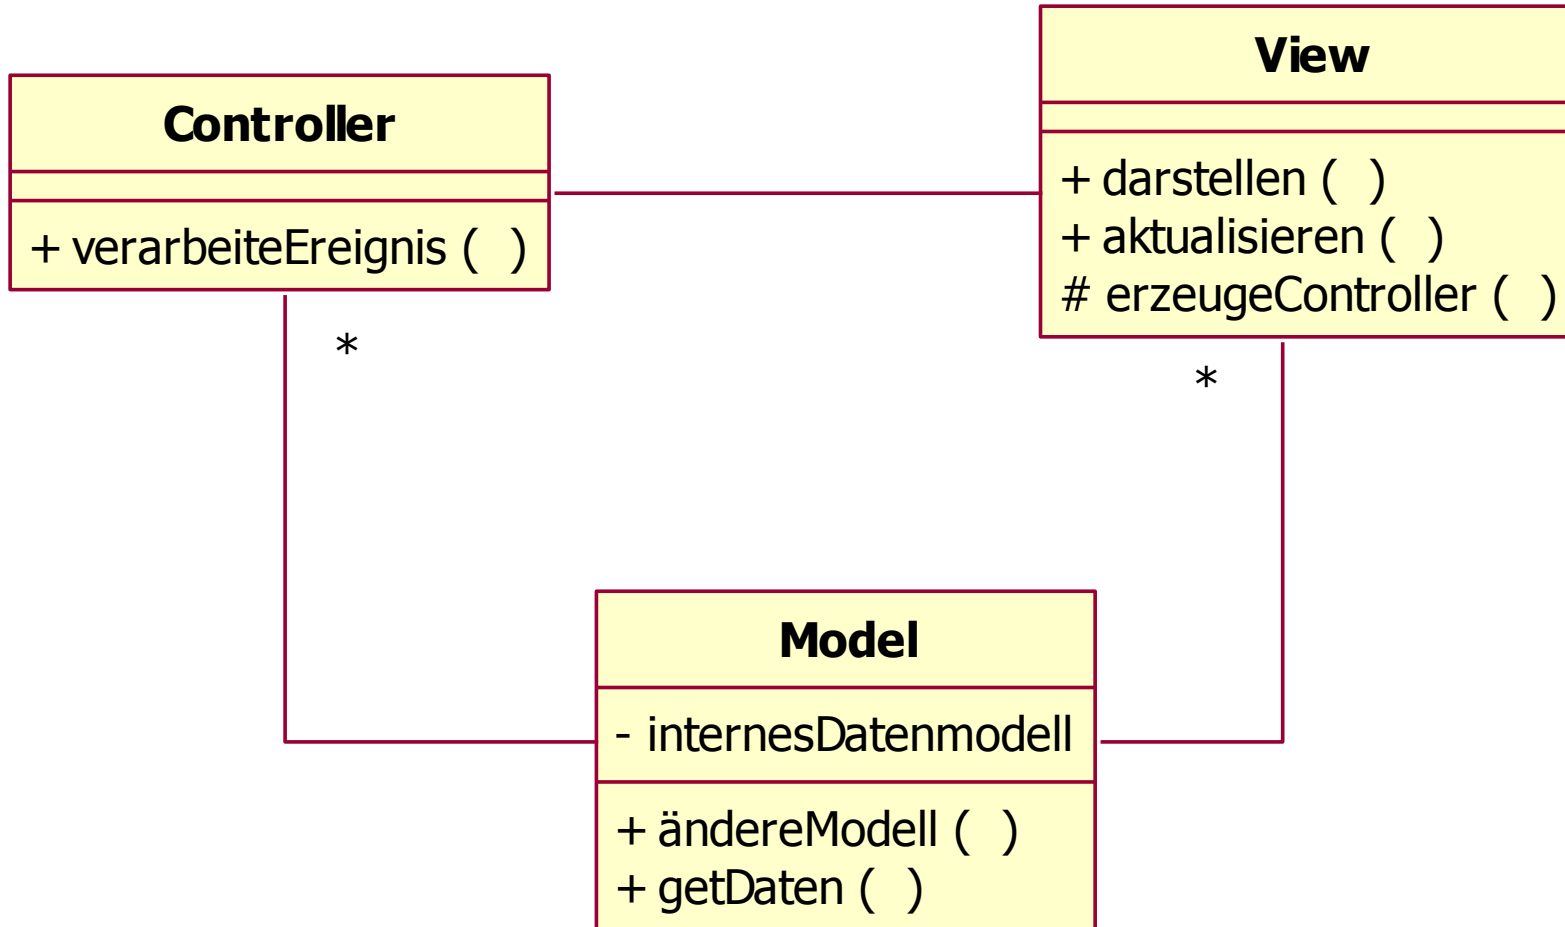 Controller
+ verarbeiteEreignis ( )
*
View
+ darstellen ( )
+ aktualisieren ( )
# erzeugeController ( )
*
Model
- internesDatenmodell
+ ändereModell ( )
+ getDaten ( )